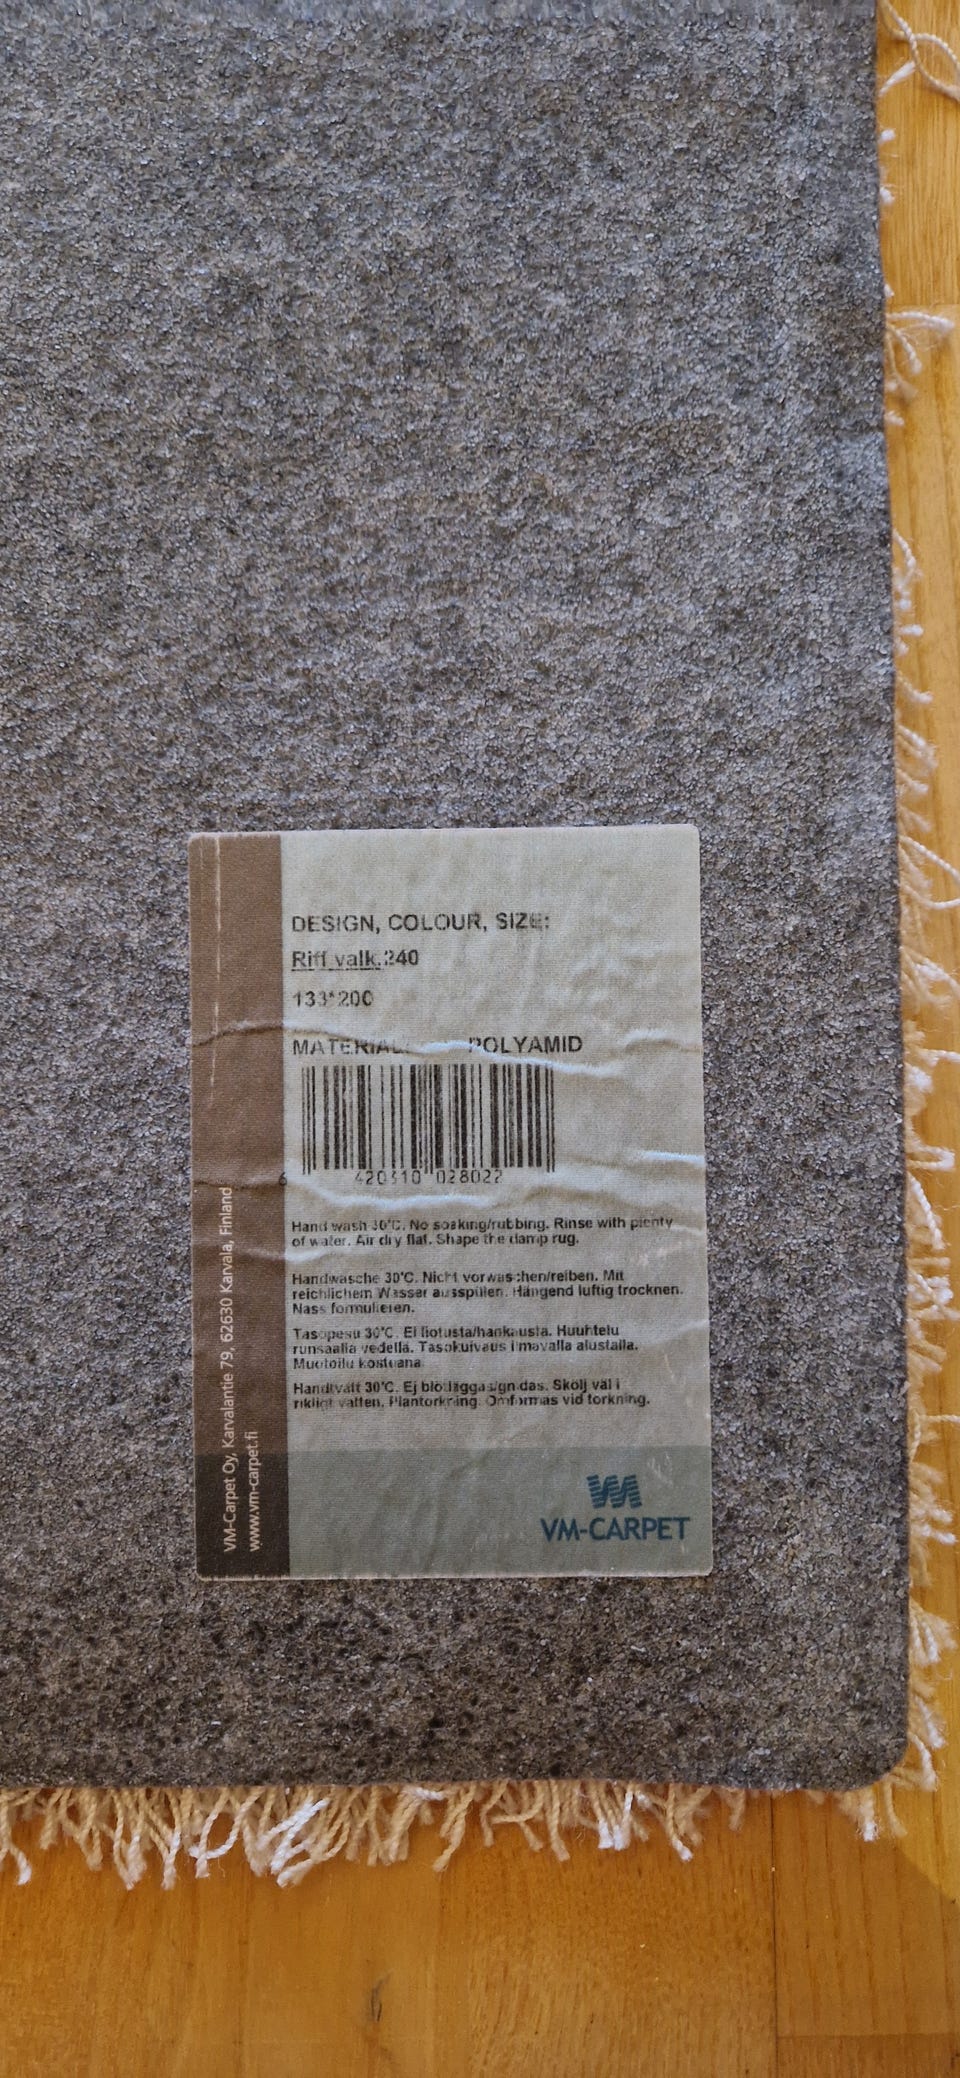 DESIGN, COLOUR, SIZE:
Riff valk.240
133*200
MATERIAL: POLYAMID
6 420310 028022
Hand wash 30°C. No soaking/rubbing. Rinse with plenty
of water. Air dry flat. Shape the damp rug.
Handwäsche 30°C. Nicht vorwaschen/reiben. Mit
reichlichem Wasser ausspülen. Hängend luftig trocknen.
Nass formulieren.
Tasopesu 30°C. Ei liotusta/hankausta. Huuhtelu
runsaalla vedellä. Tasokuivaus ilmavalla alustalla.
Muotoilu kosteana
Handtvätt 30°C. Ej blötläggas/gnidas. Skölj väl i
rikligt vatten. Plantorkning. Omformas vid torkning.
VM-Carpet Oy, Karvalantie 79, 62630 Karvala, Finland
www.vm-carpet.fi
VM-CARPET